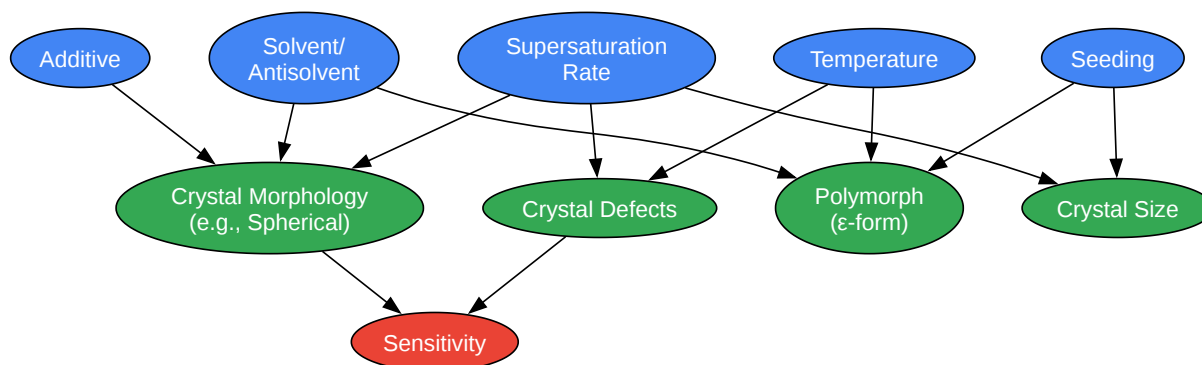 Additive
Solvent/
Antisolvent
Supersaturation
Rate
Temperature
Seeding
Crystal Morphology
(e.g., Spherical)
Crystal Defects
Polymorph
(ε-form)
Crystal Size
Sensitivity